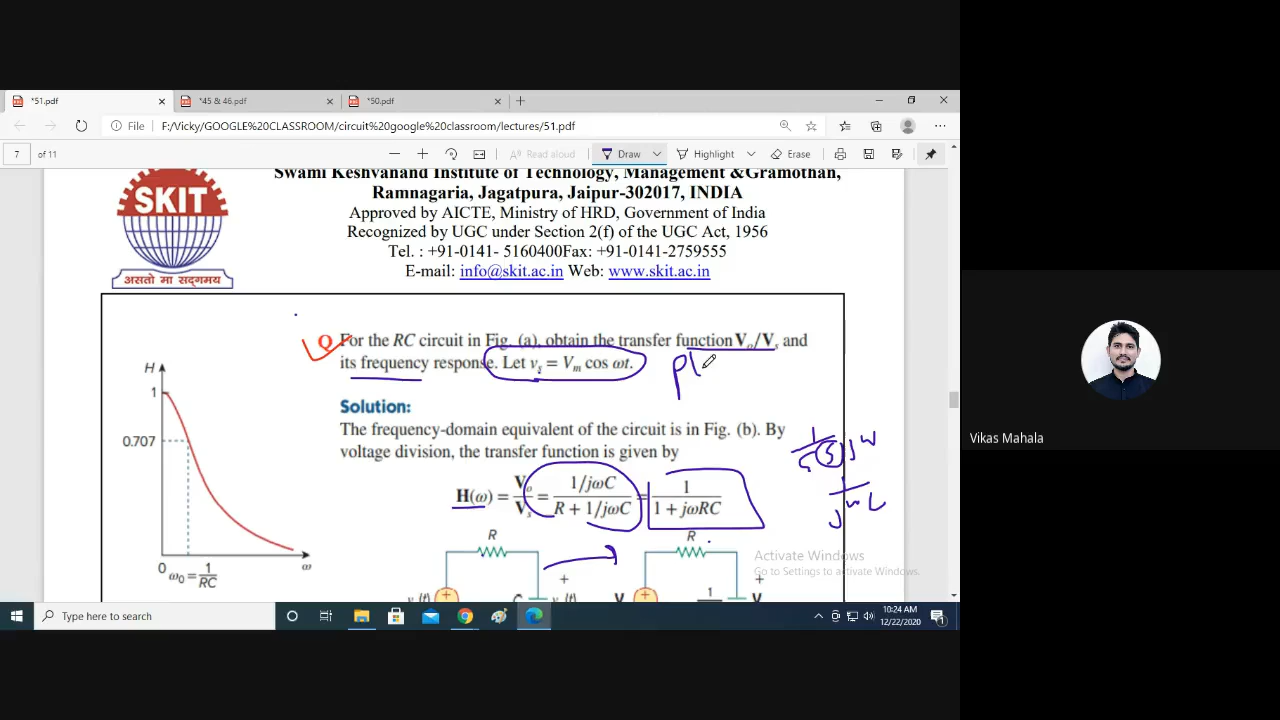 *51.pdf
*45 & 46.pdf
*50.pdf
File
F:/Vicky/GOOGLE%20CLASSROOM/circuit%20google%20classroom/lectures/51.pdf
7 of 11
Read aloud
Draw
Highlight
Erase
Swami Keshvanand Institute of Technology, Management &Gramothan,
Ramnagaria, Jagatpura, Jaipur-302017, INDIA
Approved by AICTE, Ministry of HRD, Government of India
Recognized by UGC under Section 2(f) of the UGC Act, 1956
Tel. : +91-0141- 5160400Fax: +91-0141-2759555
E-mail: info@skit.ac.in Web: www.skit.ac.in
SKIT
असतो मा सद्गमय
Q For the RC circuit in Fig. (a), obtain the transfer function Vo/Vs and
its frequency response. Let vs = Vm cos ωt.
Pl
Solution:
The frequency-domain equivalent of the circuit is in Fig. (b). By
voltage division, the transfer function is given by
H(ω) = Vo/Vs = (1/jωC)/(R + 1/jωC) = 1/(1 + jωRC)
H
1
0.707
0
ω0 = 1/RC
ω
R
R
+
+
+
+
1
Vikas Mahala
Activate Windows
Go to Settings to activate Windows.
Type here to search
10:24 AM
12/22/2020
1